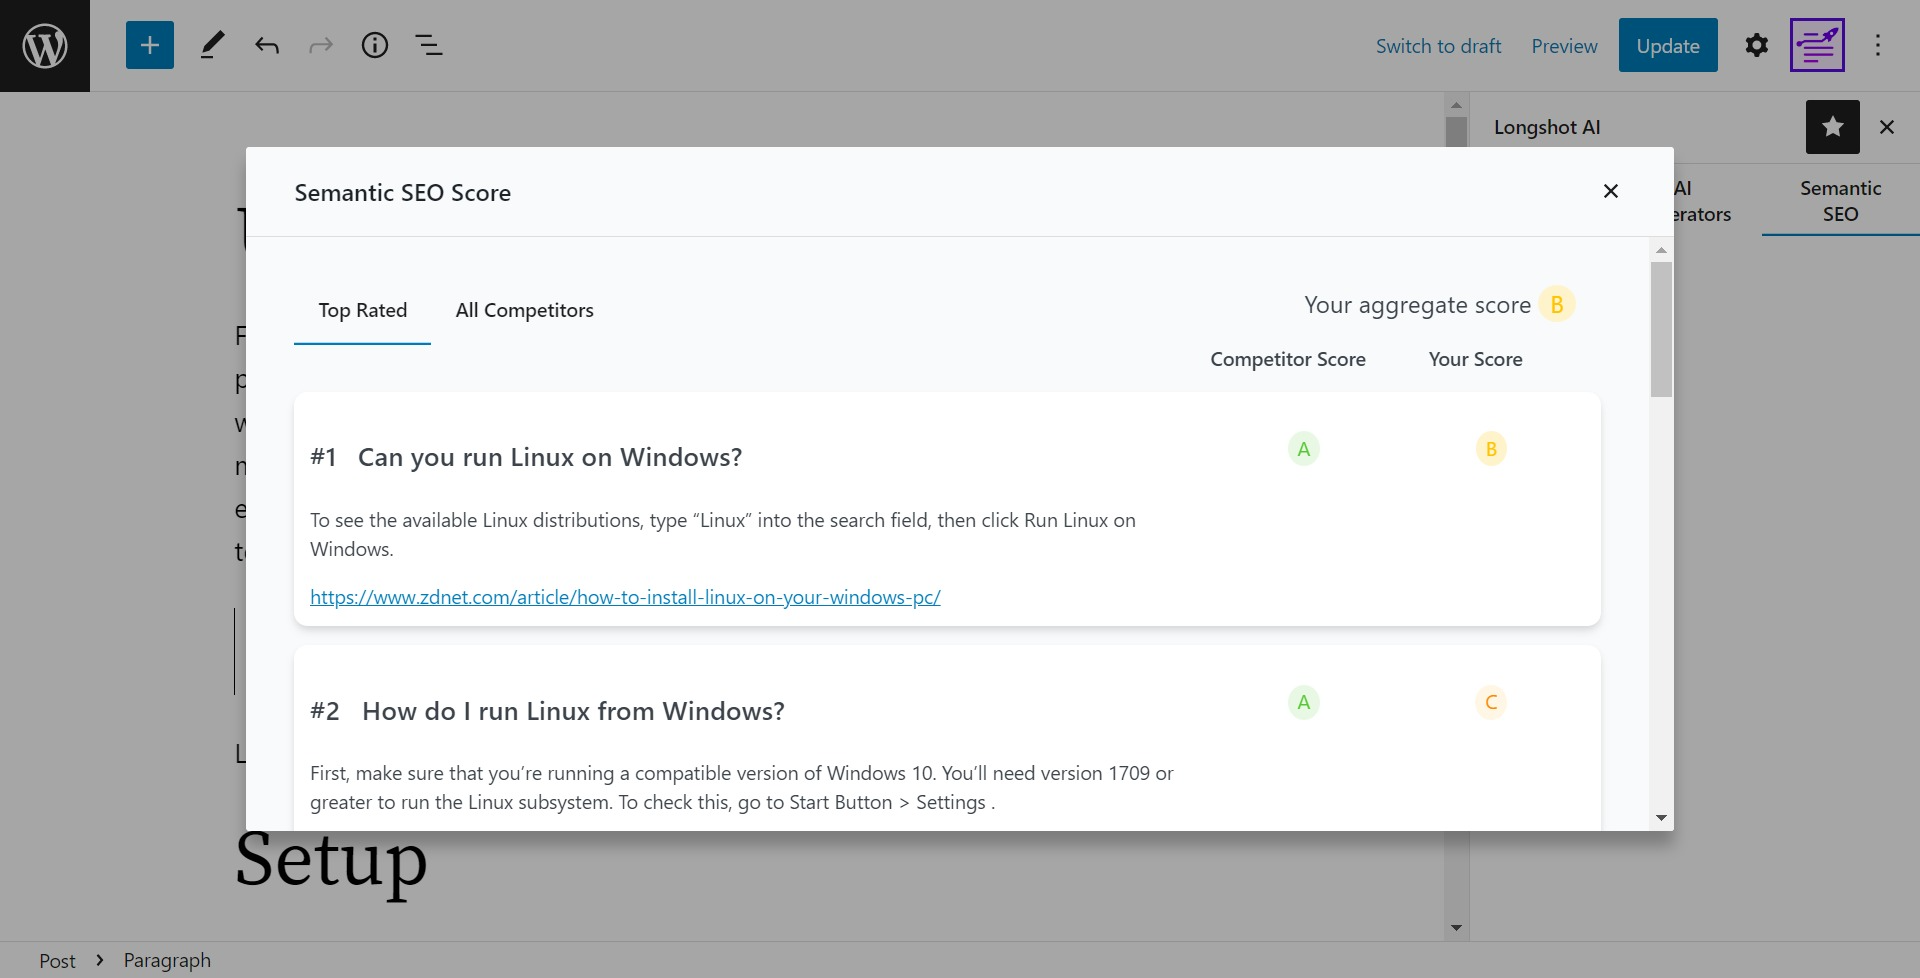 Switch to draft
Preview
Update
Longshot AI
AI
erators
Semantic
SEO
Semantic SEO Score
Top Rated
All Competitors
Your aggregate score B
Competitor Score
Your Score
#1 Can you run Linux on Windows?
A
B
To see the available Linux distributions, type “Linux” into the search field, then click Run Linux on
Windows.
https://www.zdnet.com/article/how-to-install-linux-on-your-windows-pc/
#2 How do I run Linux from Windows?
A
C
First, make sure that you’re running a compatible version of Windows 10. You’ll need version 1709 or
greater to run the Linux subsystem. To check this, go to Start Button > Settings .
Setup
Post > Paragraph